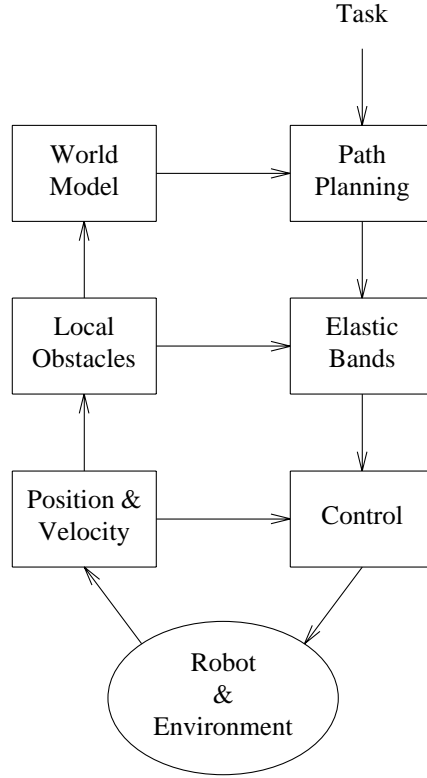 Task
World
Model
Path
Planning
Local
Obstacles
Elastic
Bands
Position &
Velocity
Control
Robot
&
Environment